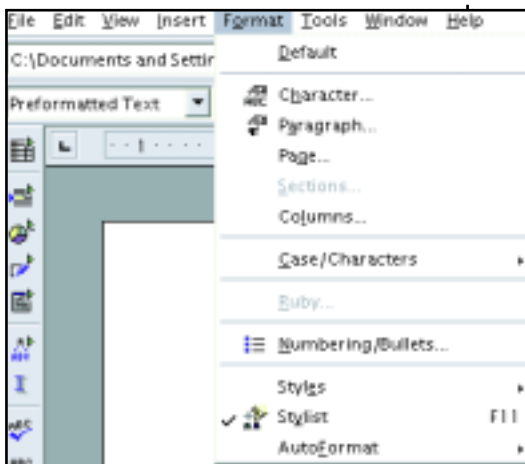 File Edit View Insert Format Tools Window Help
Default
C:\Documents and Settin
Character...
Preformatted Text
Paragraph...
Page...
Sections...
Columns...
Case/Characters
Ruby...
Numbering/Bullets...
Styles
Stylist F11
AutoFormat